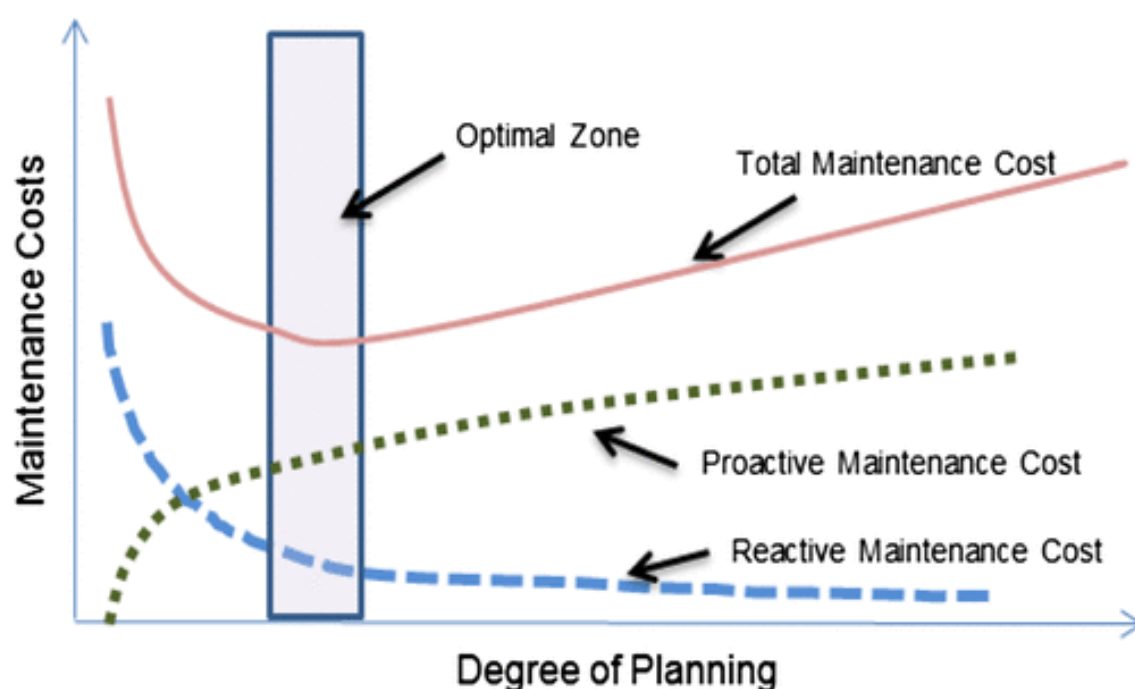 Optimal Zone
Total Maintenance Cost
Maintenance Costs
Proactive Maintenance Cost
Reactive Maintenance Cost
Degree of Planning